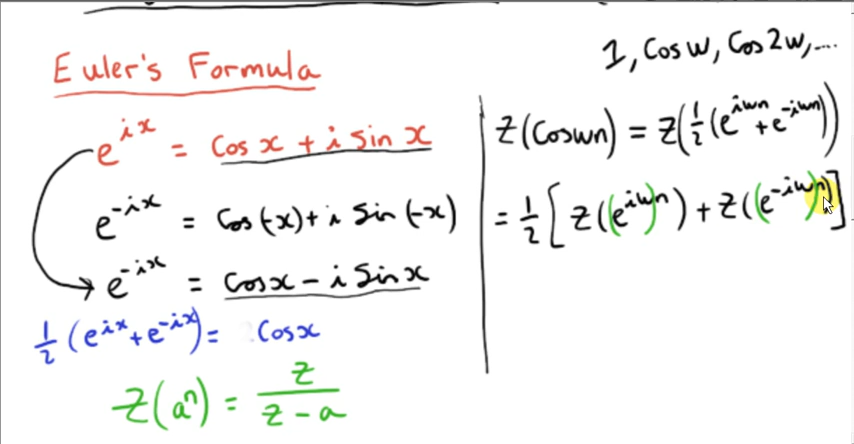 Euler's Formula
e^{ix} = Cos x + i Sin x
e^{-ix} = Cos(-x) + i Sin(-x)
e^{-ix} = Cos x - i Sin x
1/2 (e^{ix} + e^{-ix}) = Cos x
Z(a^n) = z/(z - a)
1, Cos w, Cos 2w, ...
Z(Cos wn) = Z(1/2 (e^{iwn} + e^{-iwn}))
= 1/2 [Z((e^{iw})^n) + Z((e^{-iw})^n)]